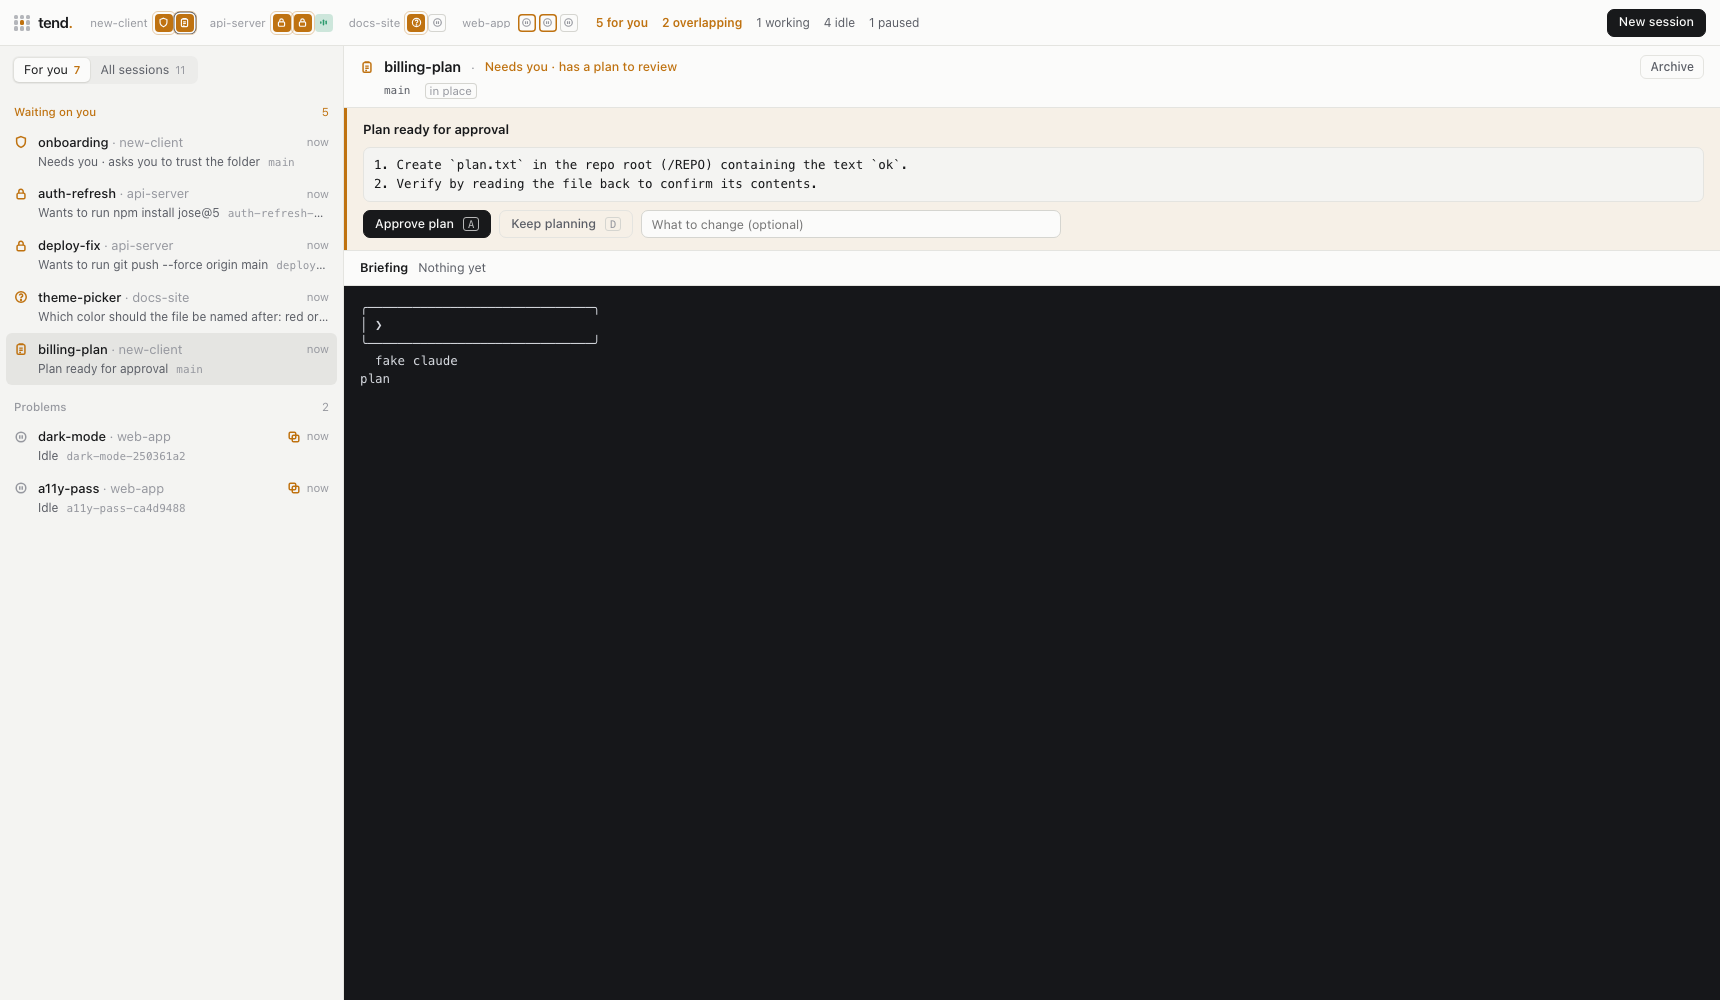 tend. new-client api-server docs-site web-app 5 for you 2 overlapping 1 working 4 idle 1 paused New session
For you 7 All sessions 11
Waiting on you 5
onboarding · new-client now
Needs you · asks you to trust the folder main
auth-refresh · api-server now
Wants to run npm install jose@5 auth-refresh-…
deploy-fix · api-server now
Wants to run git push --force origin main deploy…
theme-picker · docs-site now
Which color should the file be named after: red or…
billing-plan · new-client now
Plan ready for approval main
Problems 2
dark-mode · web-app now
Idle dark-mode-250361a2
a11y-pass · web-app now
Idle a11y-pass-ca4d9488
billing-plan · Needs you · has a plan to review Archive
main in place
Plan ready for approval
1. Create `plan.txt` in the repo root (/REPO) containing the text `ok`.
2. Verify by reading the file back to confirm its contents.
Approve plan A Keep planning D What to change (optional)
Briefing Nothing yet
❯
fake claude
plan